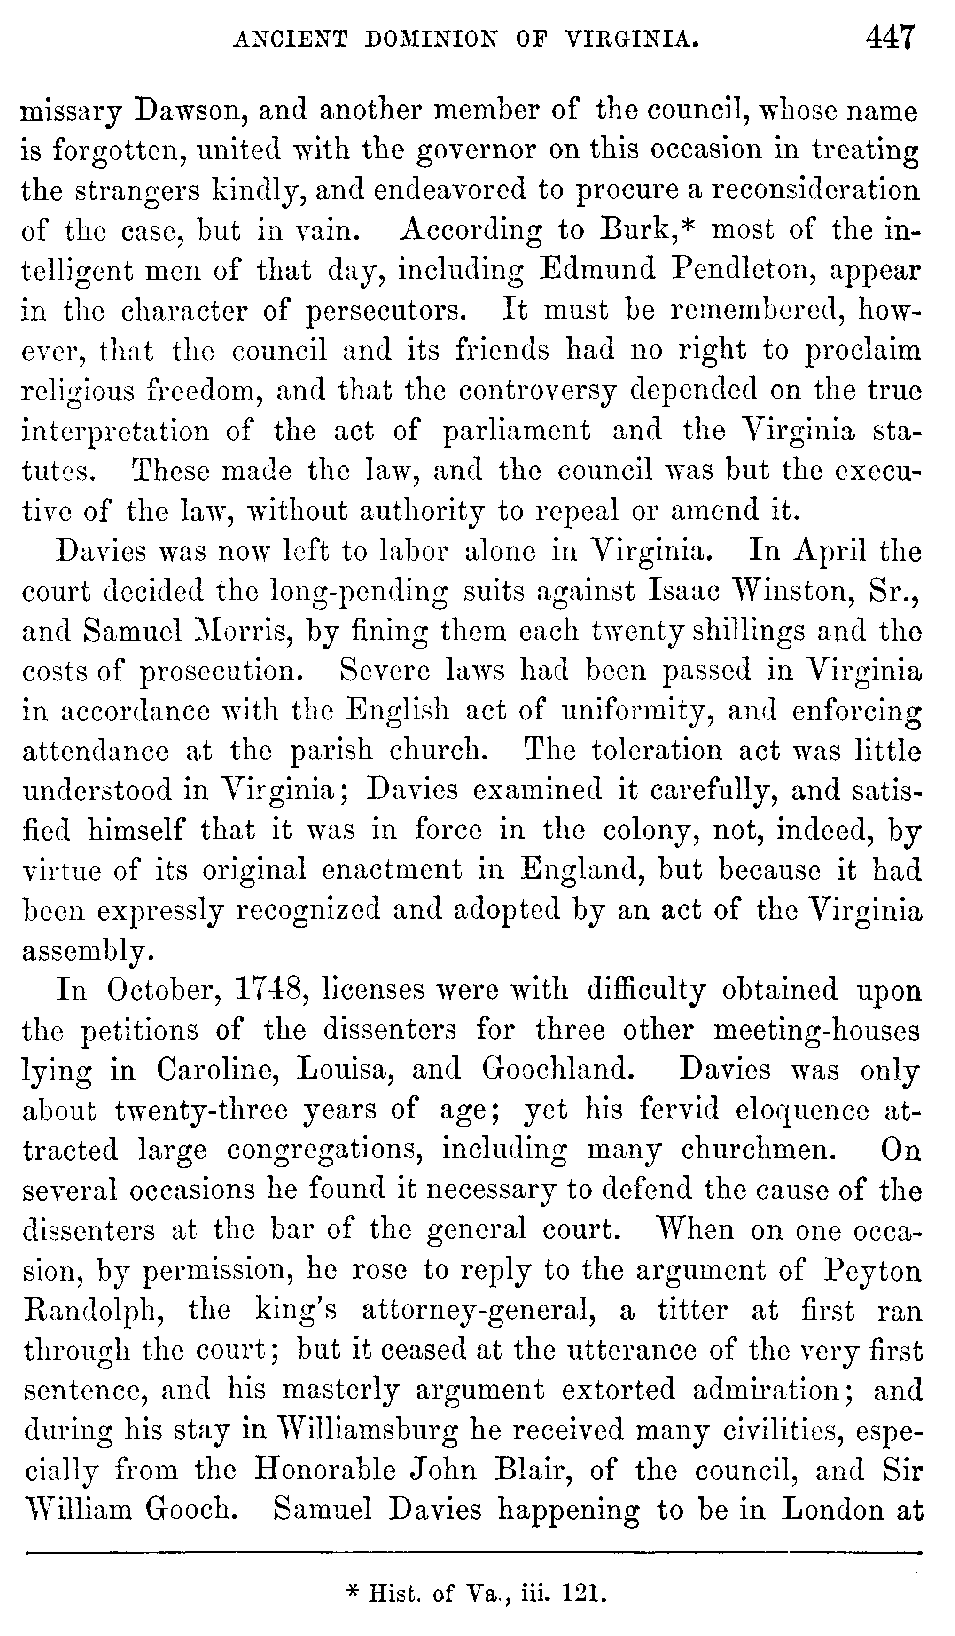 ANCIENT DOMINION OF VIRGINIA. 447
missary Dawson, and another member of the council, whose name
is forgotten, united with the governor on this occasion in treating
the strangers kindly, and endeavored to procure a reconsideration
of the case, but in vain. According to Burk,* most of the in-
telligent men of that day, including Edmund Pendleton, appear
in the character of persecutors. It must be remembered, how-
ever, that the council and its friends had no right to proclaim
religious freedom, and that the controversy depended on the true
interpretation of the act of parliament and the Virginia sta-
tutes. These made the law, and the council was but the execu-
tive of the law, without authority to repeal or amend it.
Davies was now left to labor alone in Virginia. In April the
court decided the long-pending suits against Isaac Winston, Sr.,
and Samuel Morris, by fining them each twenty shillings and the
costs of prosecution. Severe laws had been passed in Virginia
in accordance with the English act of uniformity, and enforcing
attendance at the parish church. The toleration act was little
understood in Virginia; Davies examined it carefully, and satis-
fied himself that it was in force in the colony, not, indeed, by
virtue of its original enactment in England, but because it had
been expressly recognized and adopted by an act of the Virginia
assembly.
In October, 1748, licenses were with difficulty obtained upon
the petitions of the dissenters for three other meeting-houses
lying in Caroline, Louisa, and Goochland. Davies was only
about twenty-three years of age; yet his fervid eloquence at-
tracted large congregations, including many churchmen. On
several occasions he found it necessary to defend the cause of the
dissenters at the bar of the general court. When on one occa-
sion, by permission, he rose to reply to the argument of Peyton
Randolph, the king's attorney-general, a titter at first ran
through the court; but it ceased at the utterance of the very first
sentence, and his masterly argument extorted admiration; and
during his stay in Williamsburg he received many civilities, espe-
cially from the Honorable John Blair, of the council, and Sir
William Gooch. Samuel Davies happening to be in London at
* Hist. of Va., iii. 121.